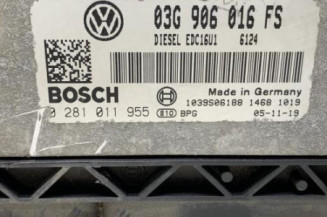 03G 906 016 FS
DIESEL EDC16U1 6124
Made in Germany
BOSCH
1039S06188 1468 1019
0 281 011 955 810 BPG 05-11-19